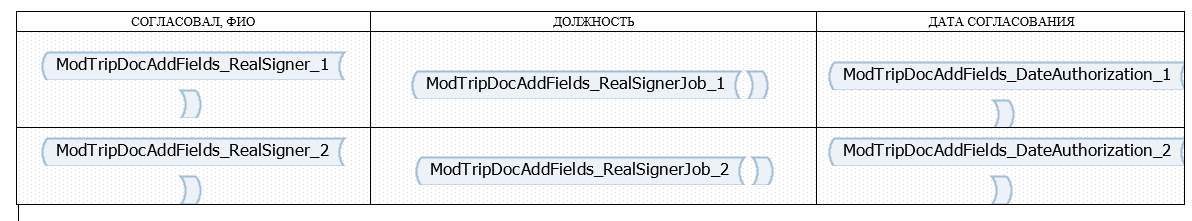 СОГЛАСОВАЛ, ФИО ДОЛЖНОСТЬ ДАТА СОГЛАСОВАНИЯ
ModTripDocAddFields_RealSigner_1 ModTripDocAddFields_RealSignerJob_1 ModTripDocAddFields_DateAuthorization_1
ModTripDocAddFields_RealSigner_2 ModTripDocAddFields_RealSignerJob_2 ModTripDocAddFields_DateAuthorization_2